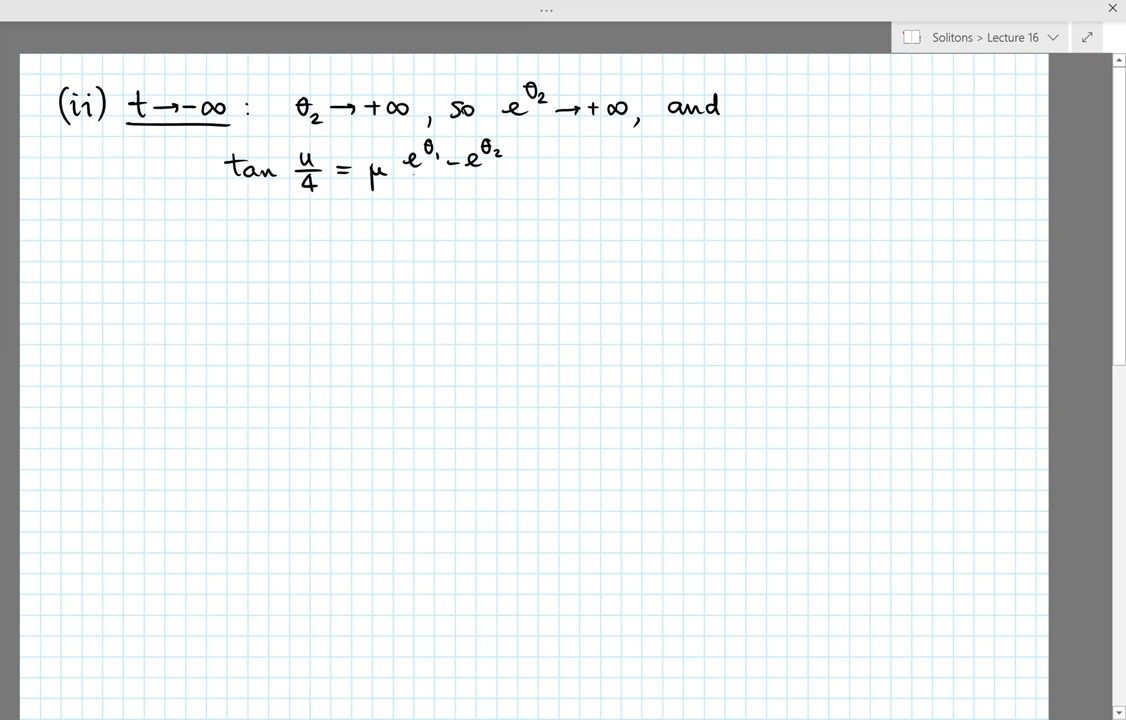 Solitons > Lecture 16
(ii) t → -∞ : θ₂ → +∞, so e^θ₂ → +∞, and
tan u/4 = μ e^θ₁ - e^θ₂